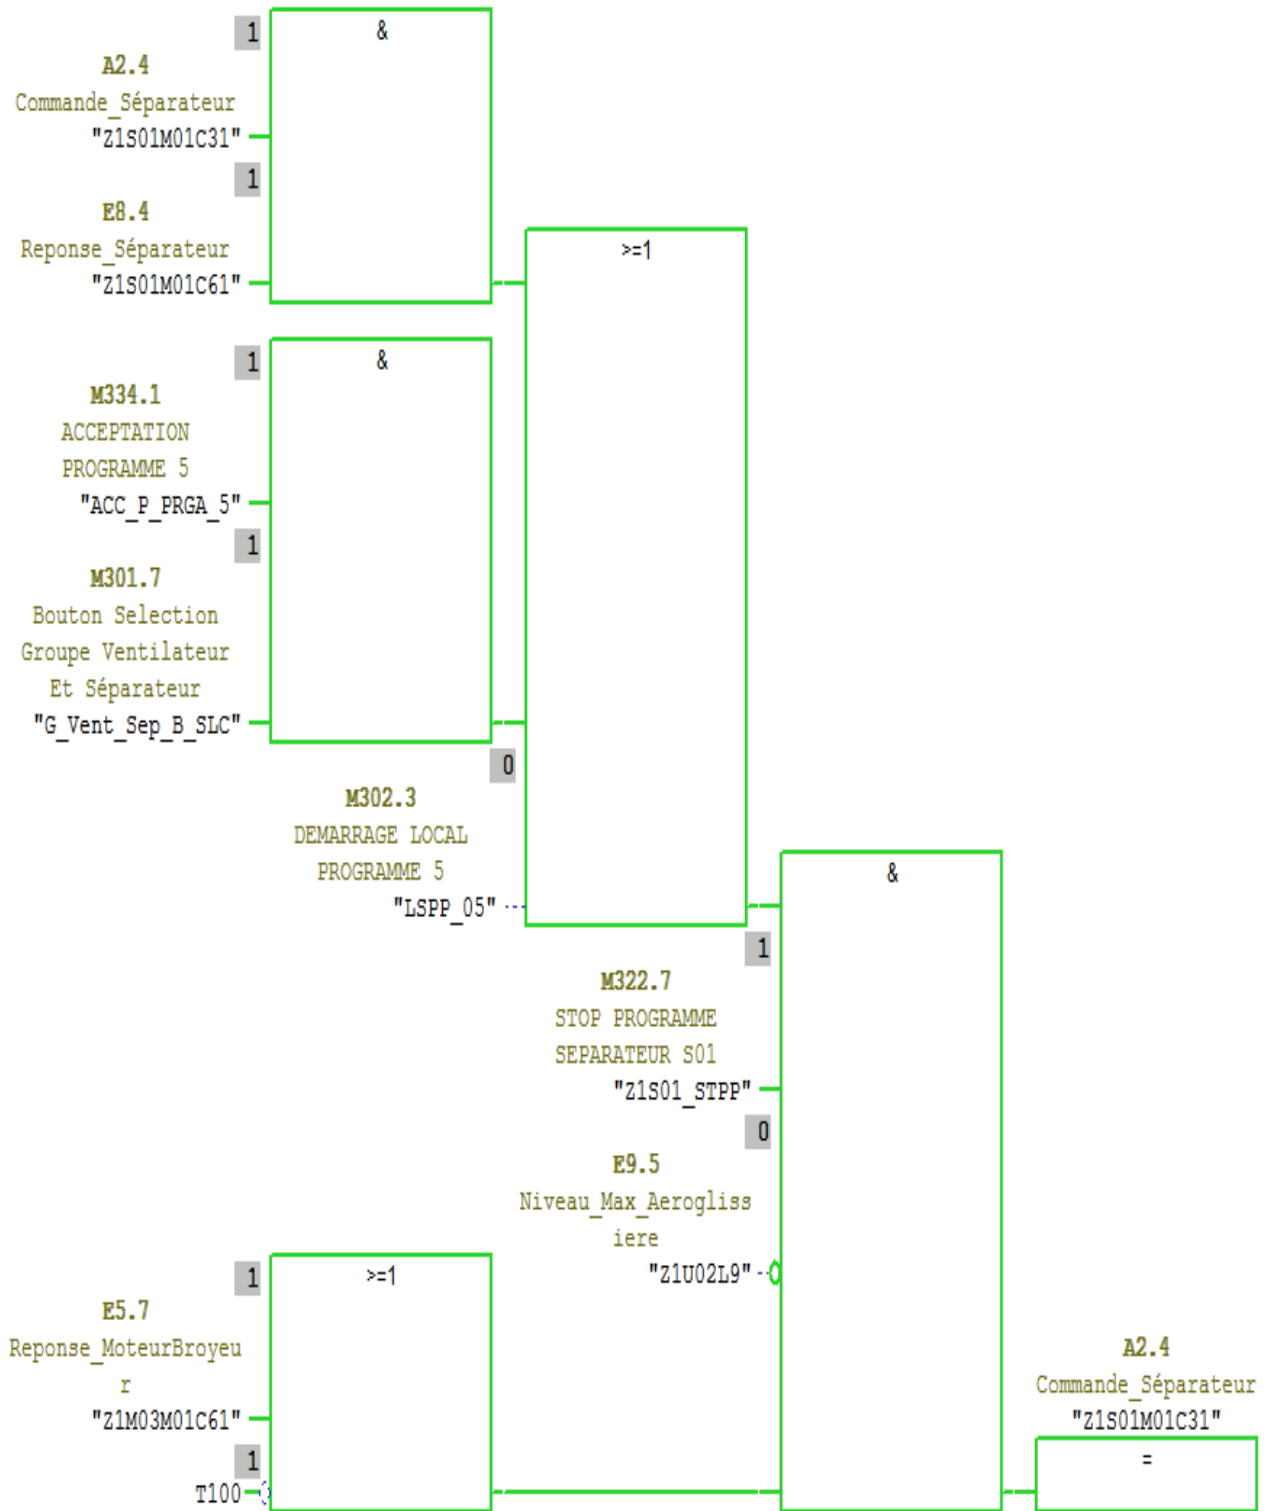 1
&
A2.4
Commande_Séparateur
"Z1S01M01C31"
1
E8.4
Reponse_Séparateur
"Z1S01M01C61"
>=1
1
&
M334.1
ACCEPTATION
PROGRAMME 5
"ACC_P_PRGA_5"
1
M301.7
Bouton Selection
Groupe Ventilateur
Et Séparateur
"G_Vent_Sep_B_SLC"
0
M302.3
DEMARRAGE LOCAL
PROGRAMME 5
"LSPP_05"
&
1
M322.7
STOP PROGRAMME
SEPARATEUR S01
"Z1S01_STPP"
0
E9.5
Niveau_Max_Aerogliss
iere
"Z1U02L9"
1
>=1
E5.7
Reponse_MoteurBroyeu
r
"Z1M03M01C61"
1
T100
A2.4
Commande_Séparateur
"Z1S01M01C31"
=